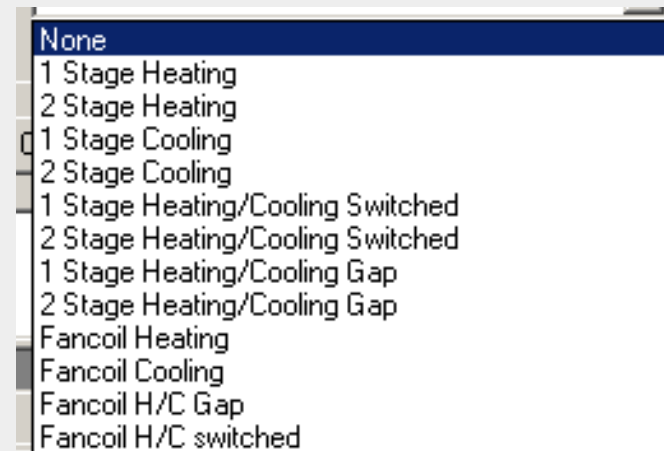 None
1 Stage Heating
2 Stage Heating
1 Stage Cooling
2 Stage Cooling
1 Stage Heating/Cooling Switched
2 Stage Heating/Cooling Switched
1 Stage Heating/Cooling Gap
2 Stage Heating/Cooling Gap
Fancoil Heating
Fancoil Cooling
Fancoil H/C Gap
Fancoil H/C switched